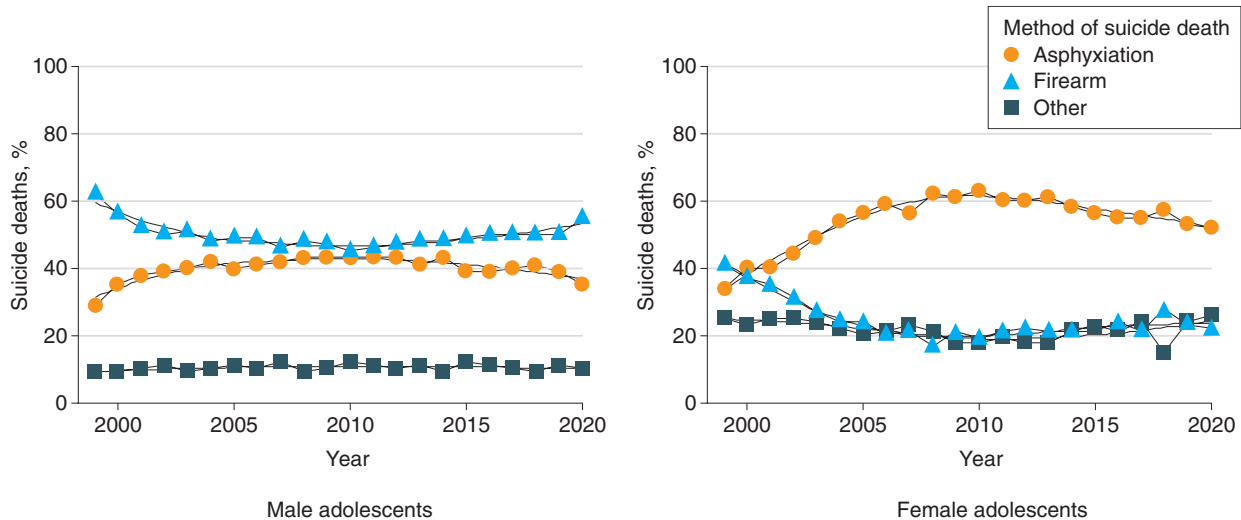 Method of suicide death
Asphyxiation
Firearm
Other
Suicide deaths, %
100
80
60
40
20
0
2000 2005 2010 2015 2020
Year
Male adolescents
Suicide deaths, %
100
80
60
40
20
0
2000 2005 2010 2015 2020
Year
Female adolescents